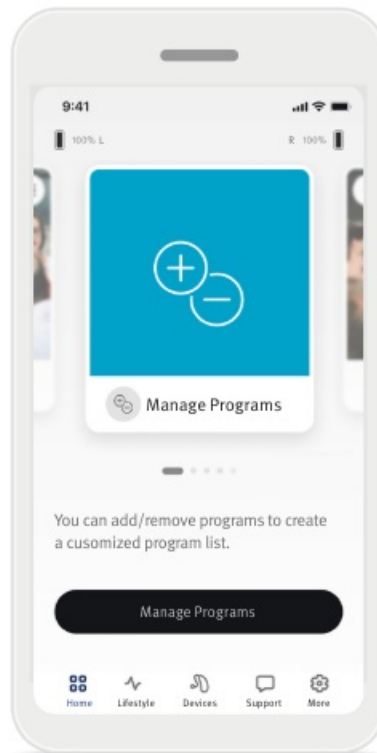 9:41
100% L
R 100%
Manage Programs
You can add/remove programs to create
a cusomized program list.
Manage Programs
Home Lifestyle Devices Support More